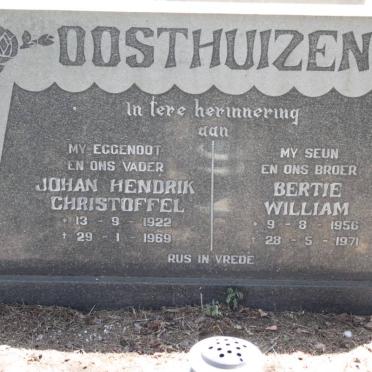 OOSTHUIZEN
In tere herinnering
aan
MY EGGENOOT
EN ONS VADER
JOHAN HENDRIK
CHRISTOFFEL
* 13 - 9 - 1922
† 29 - 1 - 1969
MY SEUN
EN ONS BROER
BERTIE
WILLIAM
* 9 - 8 - 1956
† 28 - 5 - 1971
RUS IN VREDE